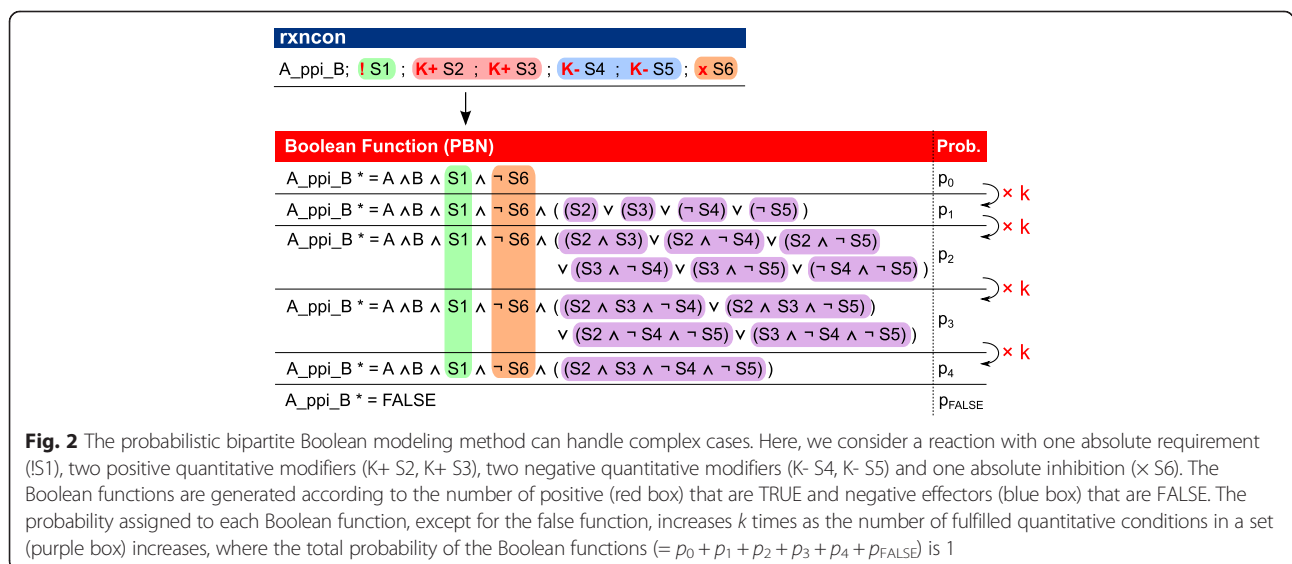 rxncon
A_ppi_B; ! S1 ; K+ S2 ; K+ S3 ; K- S4 ; K- S5 ; x S6
Boolean Function (PBN) Prob.
A_ppi_B * = A ∧B ∧ S1 ∧ ¬ S6 p0
× k
A_ppi_B * = A ∧B ∧ S1 ∧ ¬ S6 ∧ ( (S2) ∨ (S3) ∨ (¬ S4) ∨ (¬ S5) ) p1
× k
A_ppi_B * = A ∧B ∧ S1 ∧ ¬ S6 ∧ ( (S2 ∧ S3) ∨ (S2 ∧ ¬ S4) ∨ (S2 ∧ ¬ S5)
∨ (S3 ∧ ¬ S4) ∨ (S3 ∧ ¬ S5) ∨ (¬ S4 ∧ ¬ S5) ) p2
× k
A_ppi_B * = A ∧B ∧ S1 ∧ ¬ S6 ∧ ( (S2 ∧ S3 ∧ ¬ S4) ∨ (S2 ∧ S3 ∧ ¬ S5)
∨ (S2 ∧ ¬ S4 ∧ ¬ S5) ∨ (S3 ∧ ¬ S4 ∧ ¬ S5) ) p3
× k
A_ppi_B * = A ∧B ∧ S1 ∧ ¬ S6 ∧ ( (S2 ∧ S3 ∧ ¬ S4 ∧ ¬ S5) ) p4
A_ppi_B * = FALSE pFALSE
Fig. 2 The probabilistic bipartite Boolean modeling method can handle complex cases. Here, we consider a reaction with one absolute requirement
(!S1), two positive quantitative modifiers (K+ S2, K+ S3), two negative quantitative modifiers (K- S4, K- S5) and one absolute inhibition (× S6). The
Boolean functions are generated according to the number of positive (red box) that are TRUE and negative effectors (blue box) that are FALSE. The
probability assigned to each Boolean function, except for the false function, increases k times as the number of fulfilled quantitative conditions in a set
(purple box) increases, where the total probability of the Boolean functions (= p0 + p1 + p2 + p3 + p4 + pFALSE) is 1